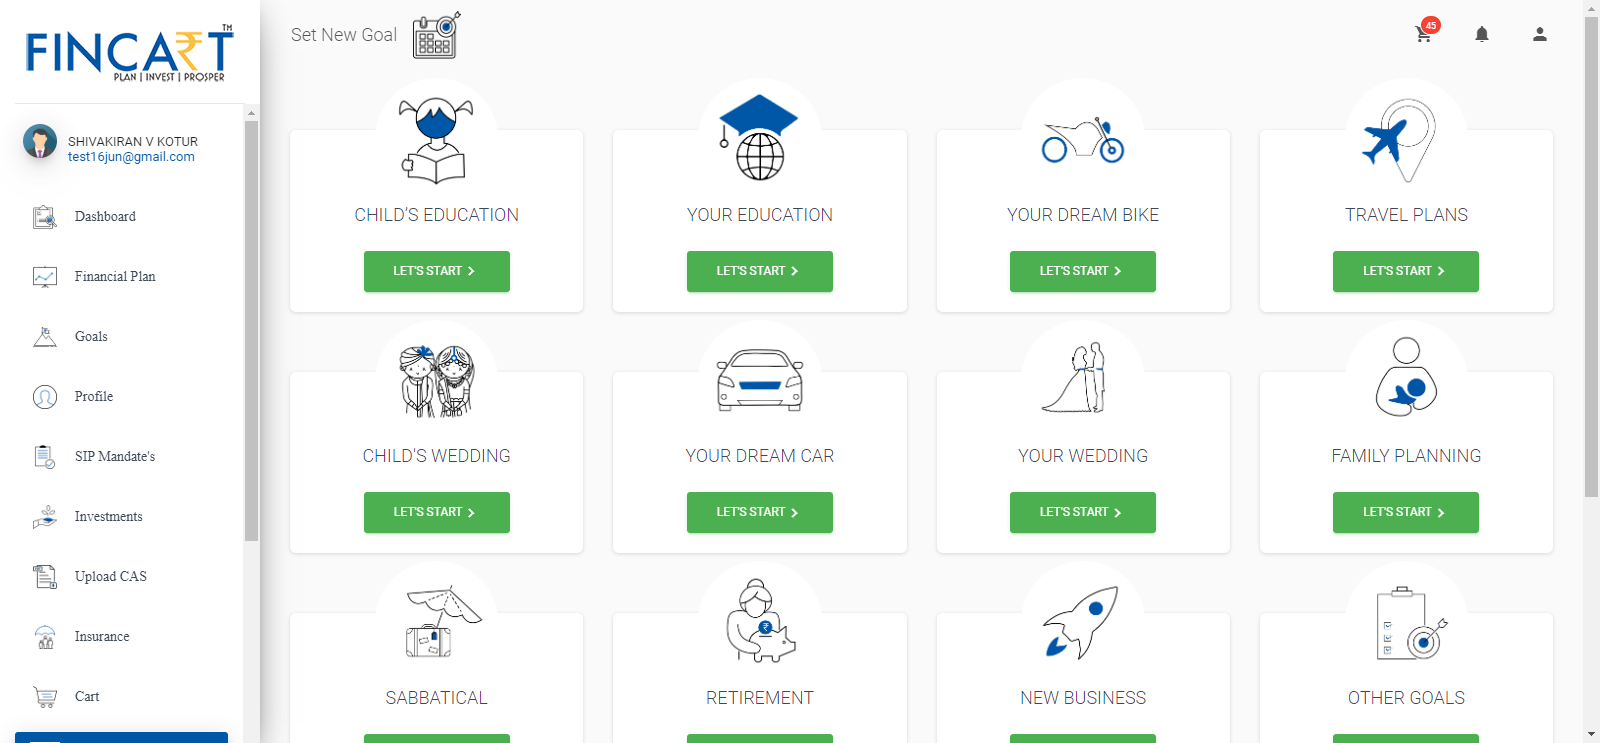 FINCART
TM
PLAN | INVEST | PROSPER
SHIVAKIRAN V KOTUR
test16jun@gmail.com
Dashboard
Financial Plan
Goals
Profile
SIP Mandate's
Investments
Upload CAS
Insurance
Cart
Set New Goal
45
CHILD'S EDUCATION
LET'S START
YOUR EDUCATION
LET'S START
YOUR DREAM BIKE
LET'S START
TRAVEL PLANS
LET'S START
CHILD'S WEDDING
LET'S START
YOUR DREAM CAR
LET'S START
YOUR WEDDING
LET'S START
FAMILY PLANNING
LET'S START
SABBATICAL
₹
RETIREMENT
NEW BUSINESS
OTHER GOALS